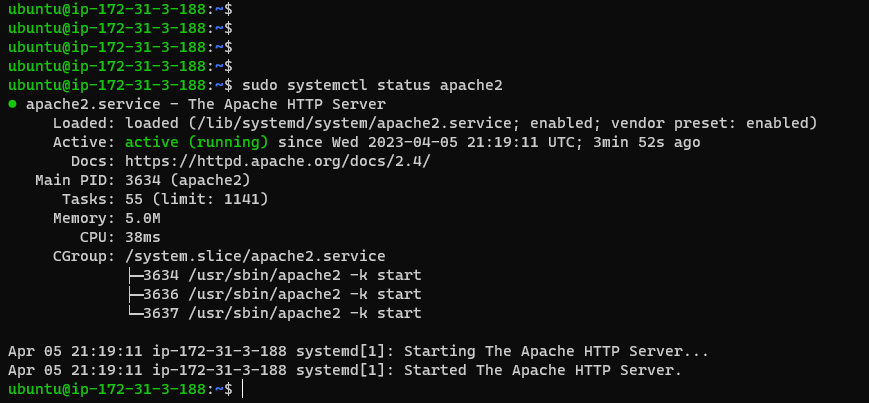 ubuntu@ip-172-31-3-188:~$
ubuntu@ip-172-31-3-188:~$
ubuntu@ip-172-31-3-188:~$
ubuntu@ip-172-31-3-188:~$
ubuntu@ip-172-31-3-188:~$ sudo systemctl status apache2
● apache2.service - The Apache HTTP Server
     Loaded: loaded (/lib/systemd/system/apache2.service; enabled; vendor preset: enabled)
     Active: active (running) since Wed 2023-04-05 21:19:11 UTC; 3min 52s ago
       Docs: https://httpd.apache.org/docs/2.4/
   Main PID: 3634 (apache2)
      Tasks: 55 (limit: 1141)
     Memory: 5.0M
        CPU: 38ms
     CGroup: /system.slice/apache2.service
             ├─3634 /usr/sbin/apache2 -k start
             ├─3636 /usr/sbin/apache2 -k start
             └─3637 /usr/sbin/apache2 -k start

Apr 05 21:19:11 ip-172-31-3-188 systemd[1]: Starting The Apache HTTP Server...
Apr 05 21:19:11 ip-172-31-3-188 systemd[1]: Started The Apache HTTP Server.
ubuntu@ip-172-31-3-188:~$